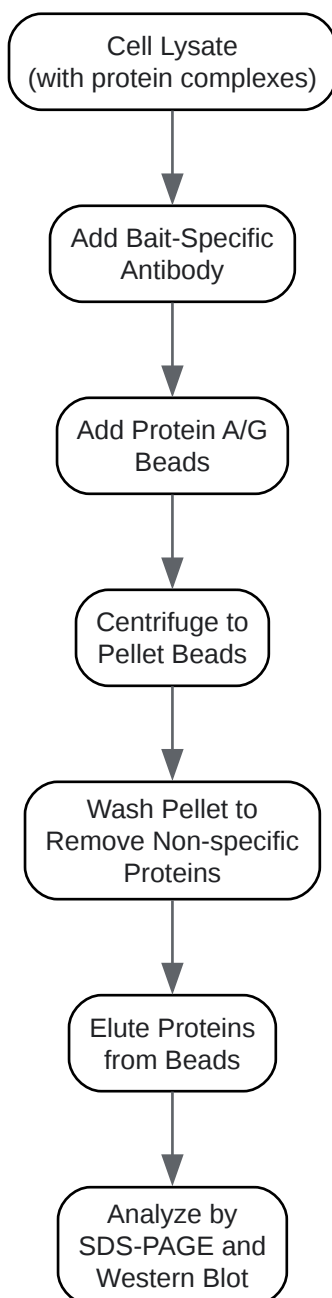 Cell Lysate
(with protein complexes)
Add Bait-Specific
Antibody
Add Protein A/G
Beads
Centrifuge to
Pellet Beads
Wash Pellet to
Remove Non-specific
Proteins
Elute Proteins
from Beads
Analyze by
SDS-PAGE and
Western Blot